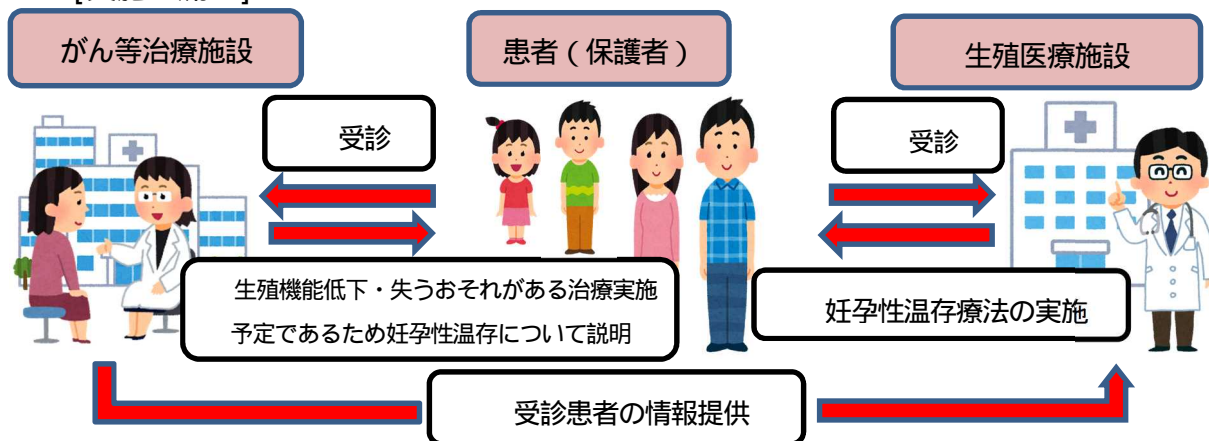 がん等治療施設
患者（保護者）
生殖医療施設
受診
受診
生殖機能低下・失うおそれがある治療実施
予定であるため妊孕性温存について説明
妊孕性温存療法の実施
受診患者の情報提供